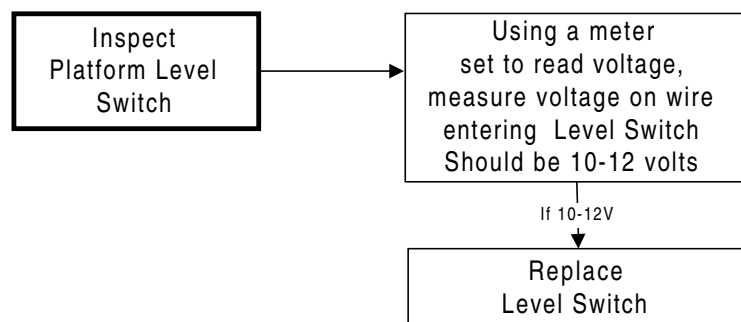 Inspect
Platform Level
Switch
Using a meter
set to read voltage,
measure voltage on wire
entering Level Switch
Should be 10-12 volts
If 10-12V
Replace
Level Switch